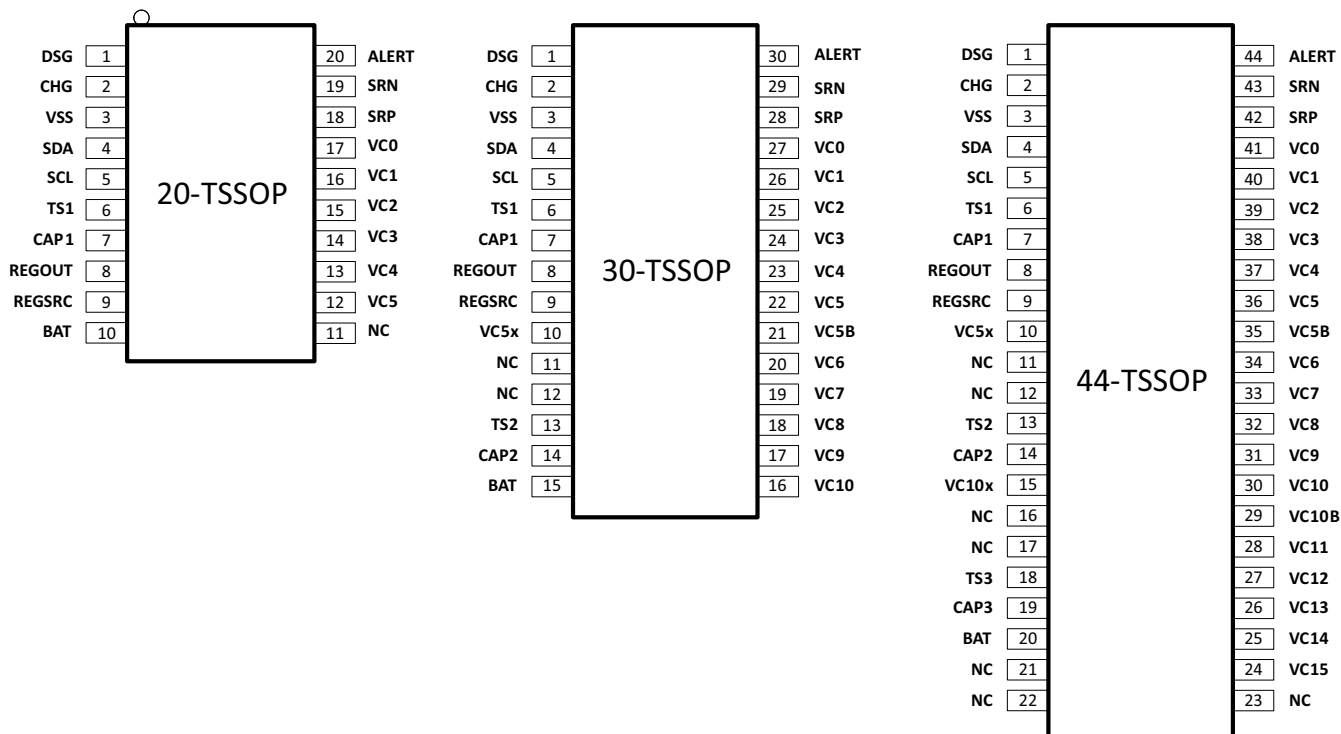 DSG 1 20 ALERT
CHG 2 19 SRN
VSS 3 18 SRP
SDA 4 17 VC0
SCL 5 16 VC1
TS1 6 15 VC2
CAP1 7 14 VC3
REGOUT 8 13 VC4
REGSRC 9 12 VC5
BAT 10 11 NC
20-TSSOP
DSG 1 30 ALERT
CHG 2 29 SRN
VSS 3 28 SRP
SDA 4 27 VC0
SCL 5 26 VC1
TS1 6 25 VC2
CAP1 7 24 VC3
REGOUT 8 23 VC4
REGSRC 9 22 VC5
VC5x 10 21 VC5B
NC 11 20 VC6
NC 12 19 VC7
TS2 13 18 VC8
CAP2 14 17 VC9
BAT 15 16 VC10
30-TSSOP
DSG 1 44 ALERT
CHG 2 43 SRN
VSS 3 42 SRP
SDA 4 41 VC0
SCL 5 40 VC1
TS1 6 39 VC2
CAP1 7 38 VC3
REGOUT 8 37 VC4
REGSRC 9 36 VC5
VC5x 10 35 VC5B
NC 11 34 VC6
NC 12 33 VC7
TS2 13 32 VC8
CAP2 14 31 VC9
VC10x 15 30 VC10
NC 16 29 VC10B
NC 17 28 VC11
TS3 18 27 VC12
CAP3 19 26 VC13
BAT 20 25 VC14
NC 21 24 VC15
NC 22 23 NC
44-TSSOP